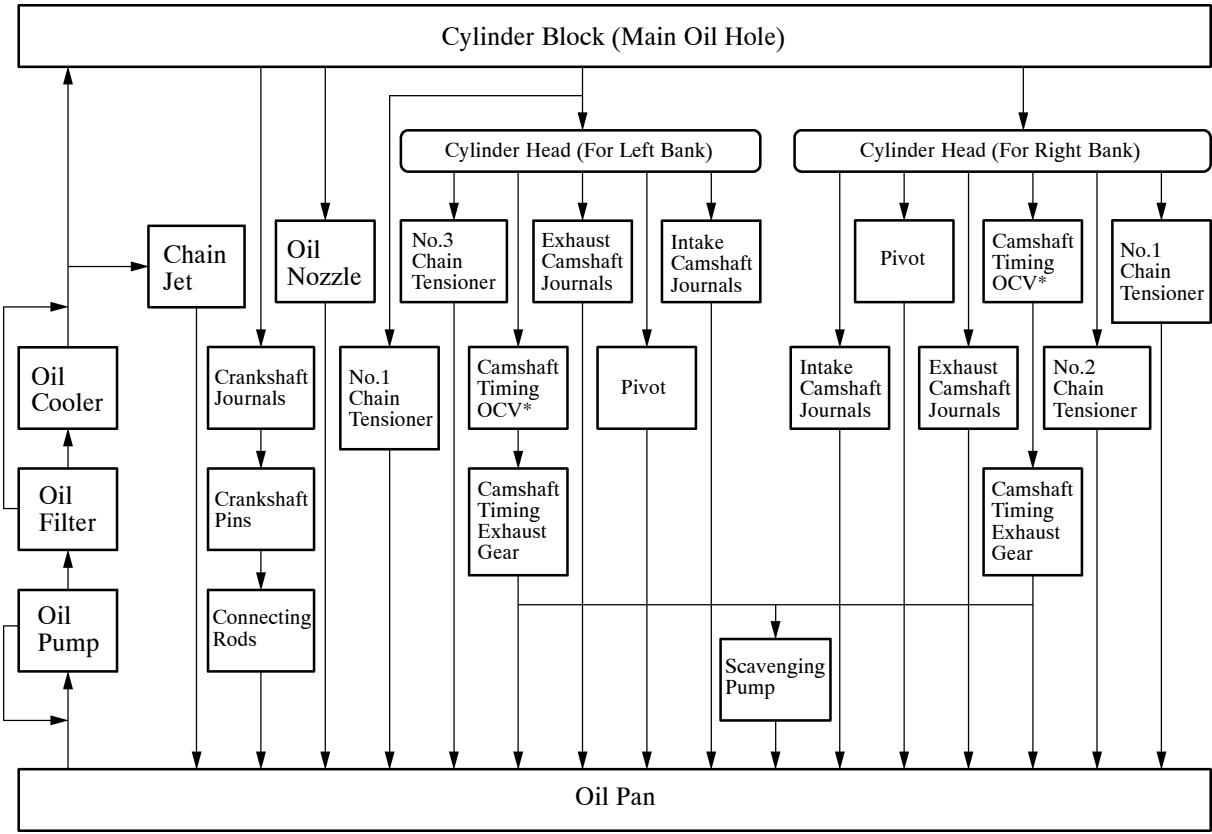 Cylinder Block (Main Oil Hole)
Cylinder Head (For Left Bank)
Cylinder Head (For Right Bank)
Chain
Jet
Oil
Nozzle
No.3
Chain
Tensioner
Exhaust
Camshaft
Journals
Intake
Camshaft
Journals
Pivot
Camshaft
Timing
OCV*
No.1
Chain
Tensioner
Oil
Cooler
Crankshaft
Journals
No.1
Chain
Tensioner
Camshaft
Timing
OCV*
Pivot
Intake
Camshaft
Journals
Exhaust
Camshaft
Journals
No.2
Chain
Tensioner
Oil
Filter
Crankshaft
Pins
Camshaft
Timing
Exhaust
Gear
Camshaft
Timing
Exhaust
Gear
Oil
Pump
Connecting
Rods
Scavenging
Pump
Oil Pan